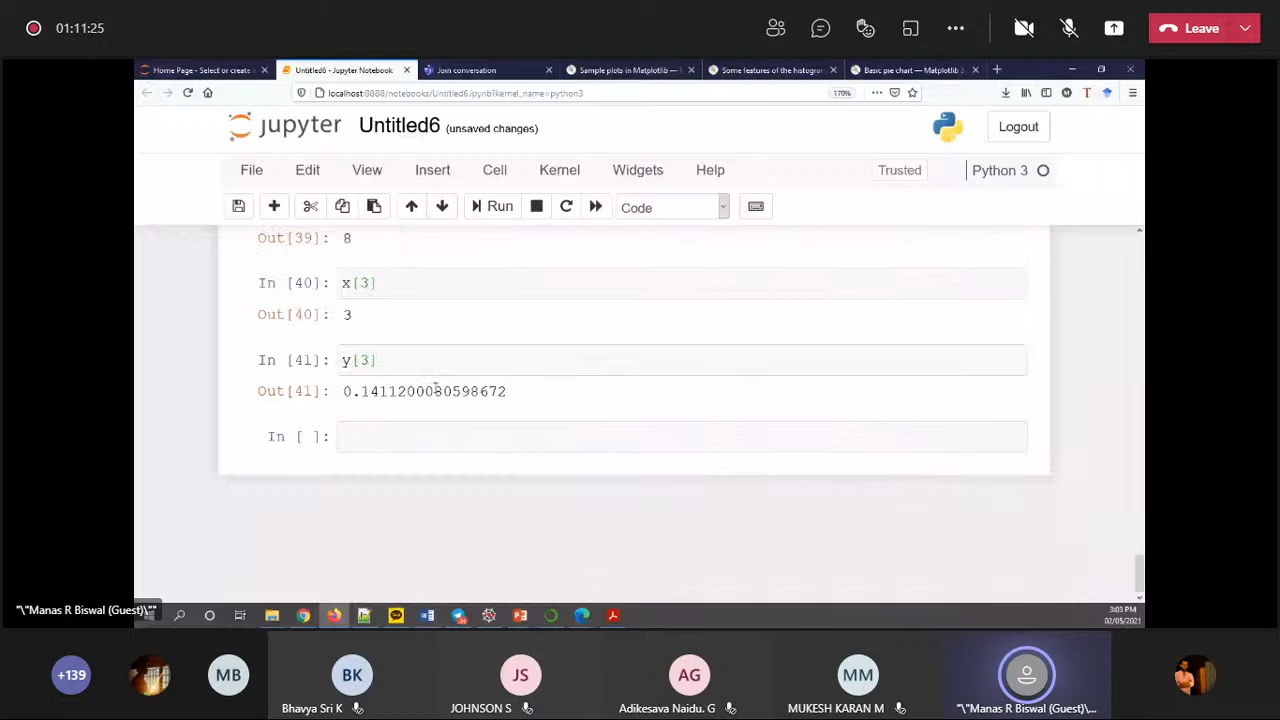 01:11:25
Leave
Home Page - Select or create a
Untitled6 - Jupyter Notebook
Join conversation
Sample plots in Matplotlib —
Some features of the histogra
Basic pie chart — Matplotlib 3.
localhost:8888/notebooks/Untitled6.ipynb?kernel_name=python3
170%
jupyter
Untitled6 (unsaved changes)
Logout
File
Edit
View
Insert
Cell
Kernel
Widgets
Help
Trusted
Python 3
Run
Code
Out[39]: 8
In [40]: x[3]
Out[40]: 3
In [41]: y[3]
Out[41]: 0.1411200080598672
In [ ]:
"\"Manas R Biswal (Guest)\""
3:03 PM
02/05/2021
+139
MB
BK
JS
AG
MM
Bhavya Sri K
JOHNSON S
Adikesava Naidu. G
MUKESH KARAN M
"\"Manas R Biswal (Guest)\...